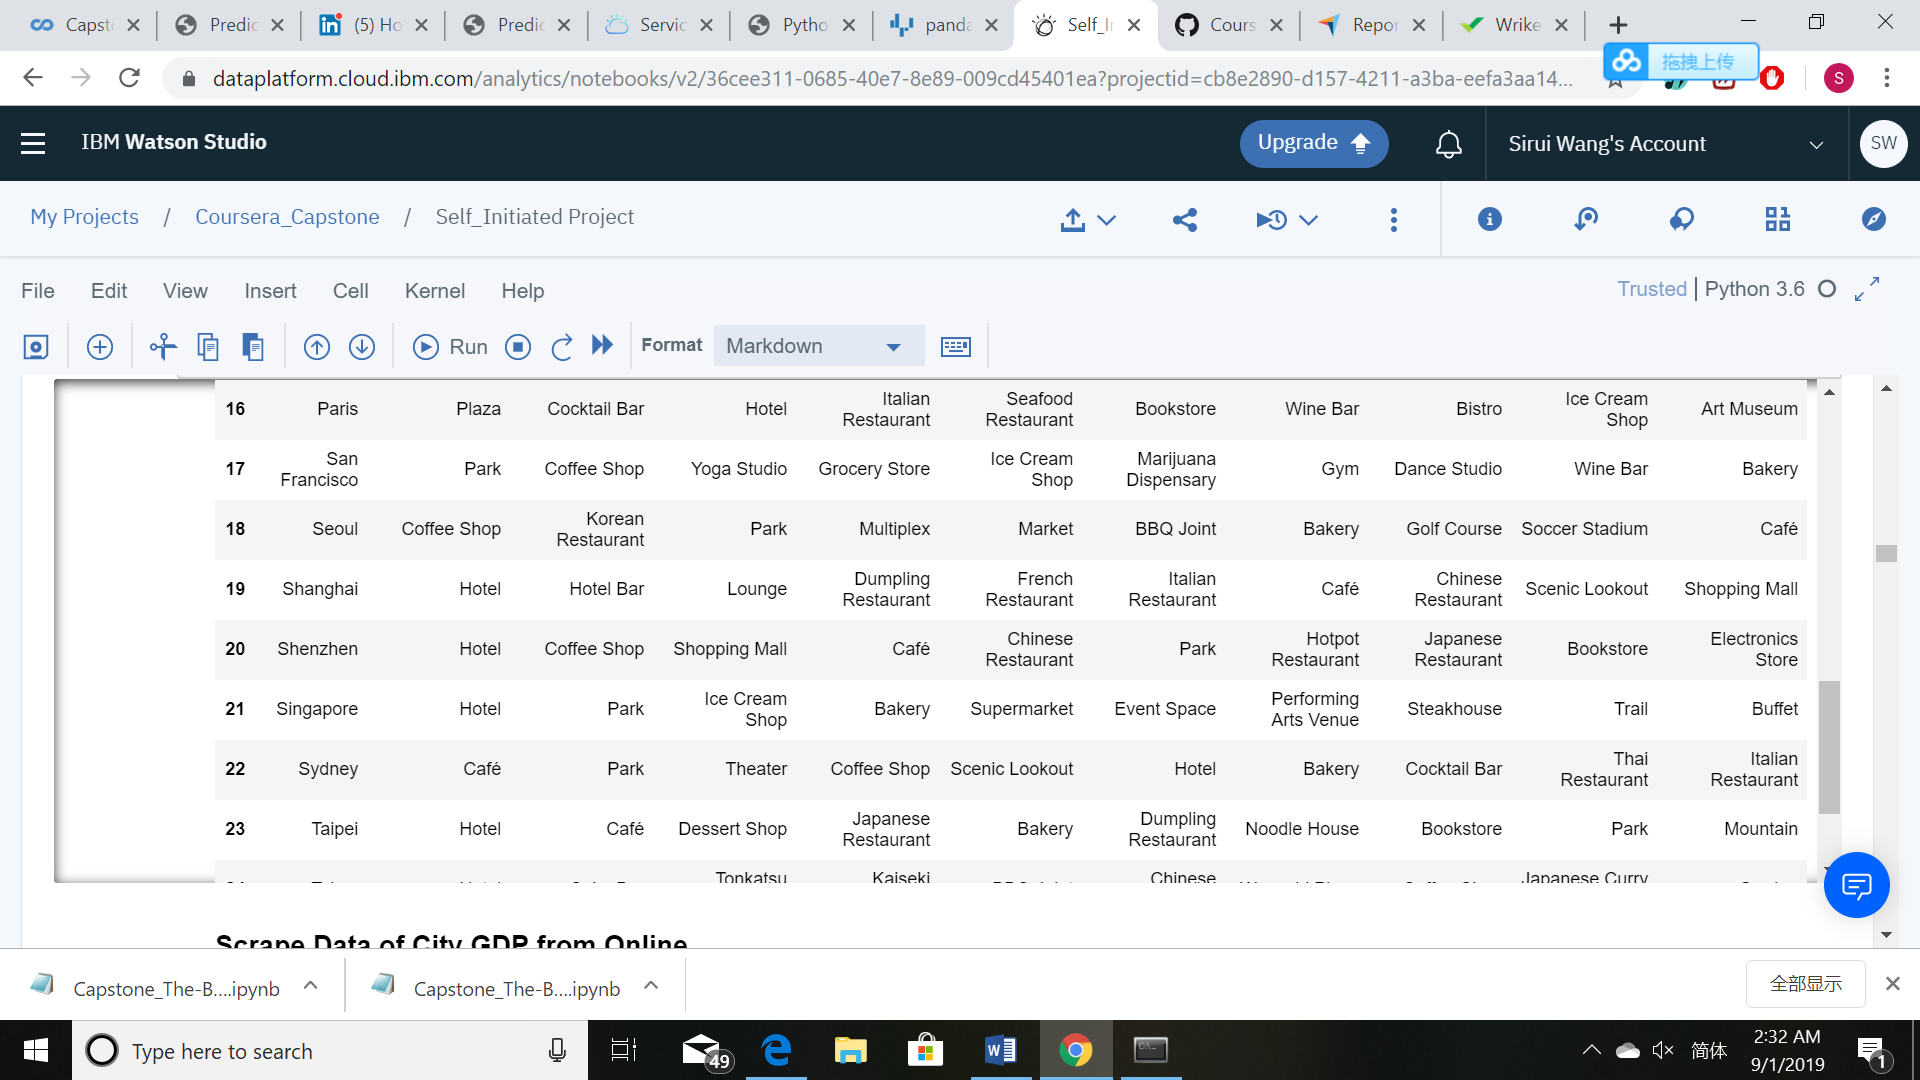 Capst
Predic
(5) Ho
Predic
Servic
Pytho
panda
Self_I
Cours
Repor
Wrike
拖拽上传
dataplatform.cloud.ibm.com/analytics/notebooks/v2/36cee311-0685-40e7-8e89-009cd45401ea?projectid=cb8e2890-d157-4211-a3ba-eefa3aa14...
S
IBM Watson Studio
Upgrade
Sirui Wang's Account
SW
My Projects / Coursera_Capstone / Self_Initiated Project
File Edit View Insert Cell Kernel Help
Trusted | Python 3.6
Run
Format
Markdown
16 Paris Plaza Cocktail Bar Hotel Italian Restaurant Seafood Restaurant Bookstore Wine Bar Bistro Ice Cream Shop Art Museum
17 San Francisco Park Coffee Shop Yoga Studio Grocery Store Ice Cream Shop Marijuana Dispensary Gym Dance Studio Wine Bar Bakery
18 Seoul Coffee Shop Korean Restaurant Park Multiplex Market BBQ Joint Bakery Golf Course Soccer Stadium Café
19 Shanghai Hotel Hotel Bar Lounge Dumpling Restaurant French Restaurant Italian Restaurant Café Chinese Restaurant Scenic Lookout Shopping Mall
20 Shenzhen Hotel Coffee Shop Shopping Mall Café Chinese Restaurant Park Hotpot Restaurant Japanese Restaurant Bookstore Electronics Store
21 Singapore Hotel Park Ice Cream Shop Bakery Supermarket Event Space Performing Arts Venue Steakhouse Trail Buffet
22 Sydney Café Park Theater Coffee Shop Scenic Lookout Hotel Bakery Cocktail Bar Thai Restaurant Italian Restaurant
23 Taipei Hotel Café Dessert Shop Japanese Restaurant Bakery Dumpling Restaurant Noodle House Bookstore Park Mountain
Tonkatsu Kaiseki Chinese Japanese Curry
Scrape Data of City GDP from Online
Capstone_The-B....ipynb
Capstone_The-B....ipynb
全部显示
Type here to search
49
简体
2:32 AM
9/1/2019
1